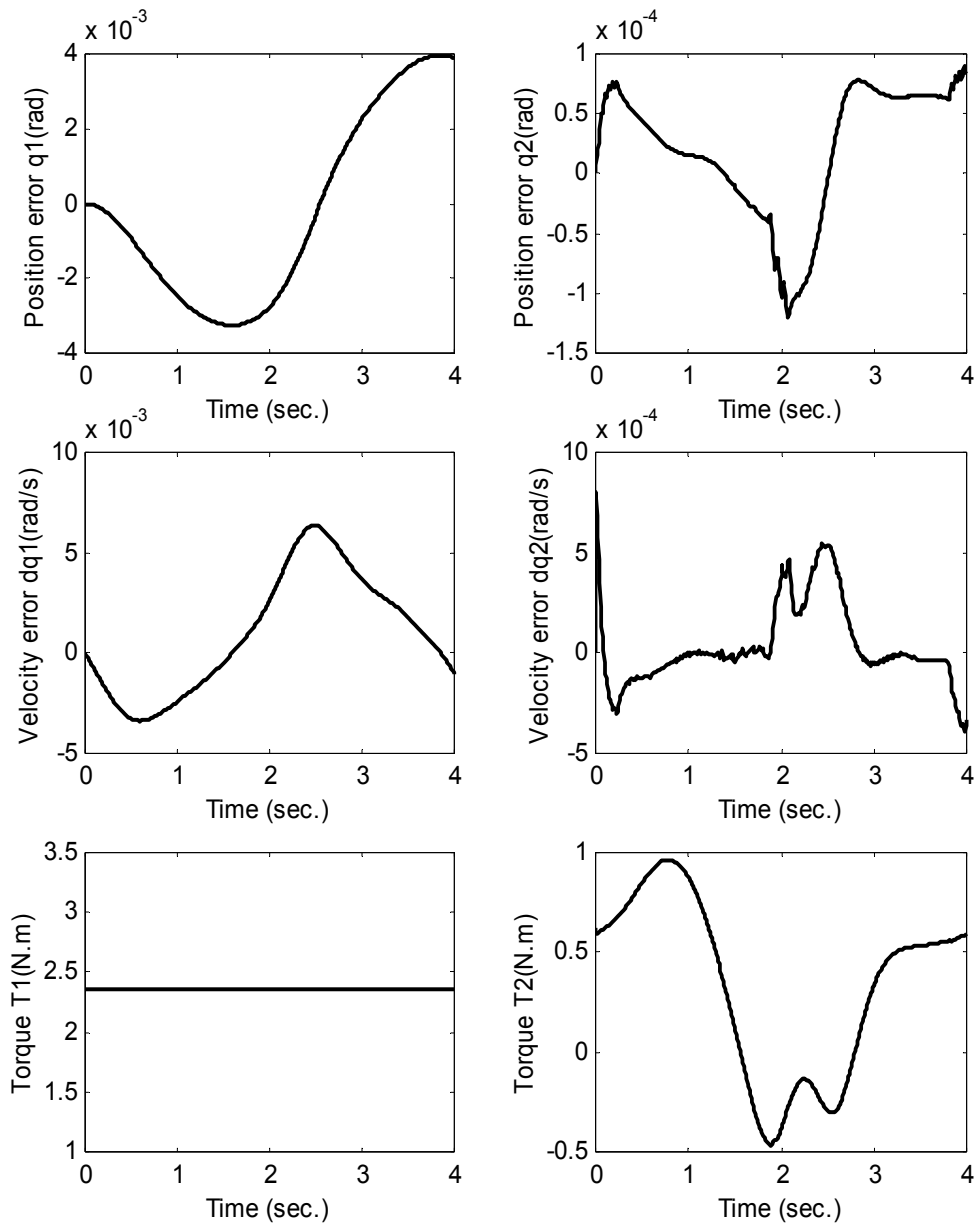 x 10^-3
4
2
0
-2
-4
0 1 2 3 4
Position error q1(rad)
Time (sec.)
x 10^-4
1
0.5
0
-0.5
-1
-1.5
0 1 2 3 4
Position error q2(rad)
Time (sec.)
x 10^-3
10
5
0
-5
0 1 2 3 4
Velocity error dq1(rad/s)
Time (sec.)
x 10^-4
10
5
0
-5
0 1 2 3 4
Velocity error dq2(rad/s)
Time (sec.)
3.5
3
2.5
2
1.5
1
0 1 2 3 4
Torque T1(N.m)
Time (sec.)
1
0.5
0
-0.5
0 1 2 3 4
Torque T2(N.m)
Time (sec.)